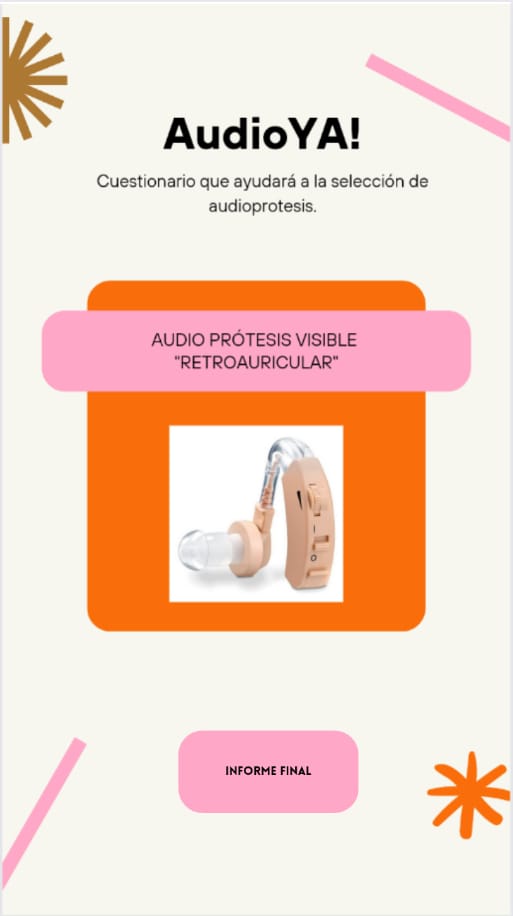 AudioYA!
Cuestionario que ayudará a la selección de
audioprotesis.
AUDIO PRÓTESIS VISIBLE
"RETROAURICULAR"
INFORME FINAL